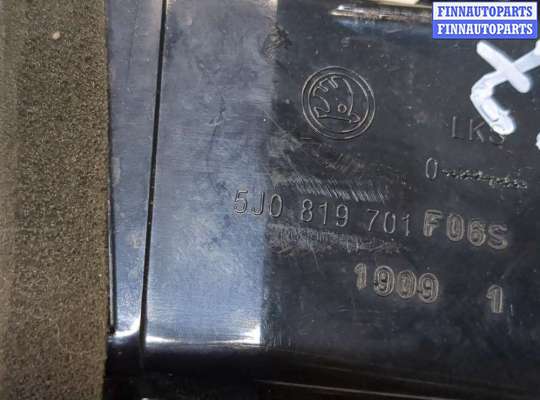 FINNAUTOPARTS
FINNAUTOPARTS
LKS
5J0 819 701 F06S
1909 1